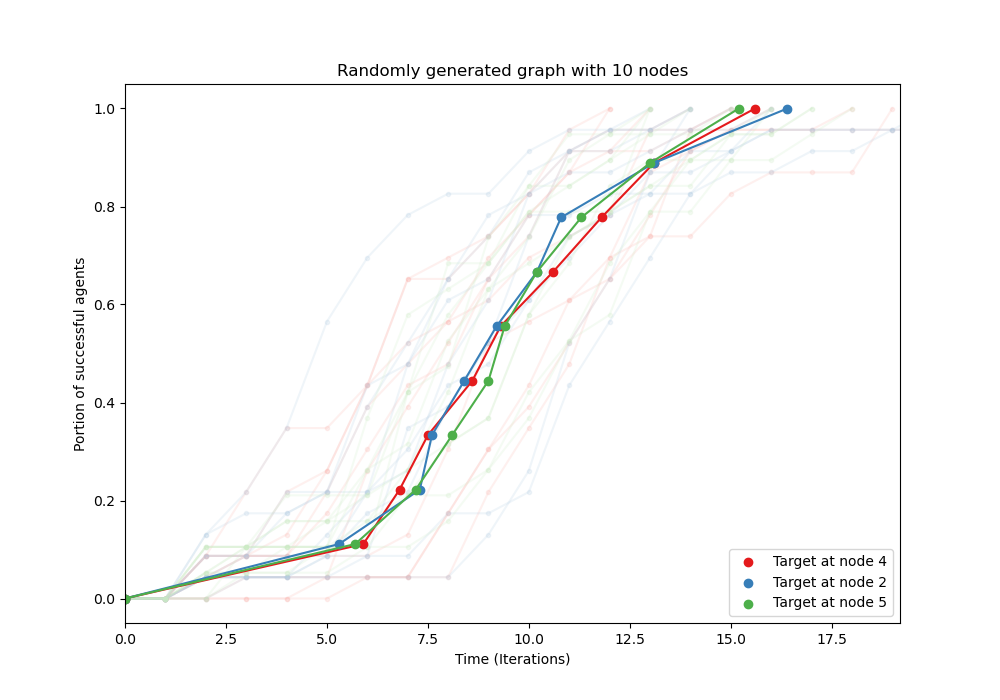 Randomly generated graph with 10 nodes
1.0
0.8
0.6
0.4
0.2
0.0
Portion of successful agents
Target at node 4
Target at node 2
Target at node 5
0.0 2.5 5.0 7.5 10.0 12.5 15.0 17.5
Time (Iterations)